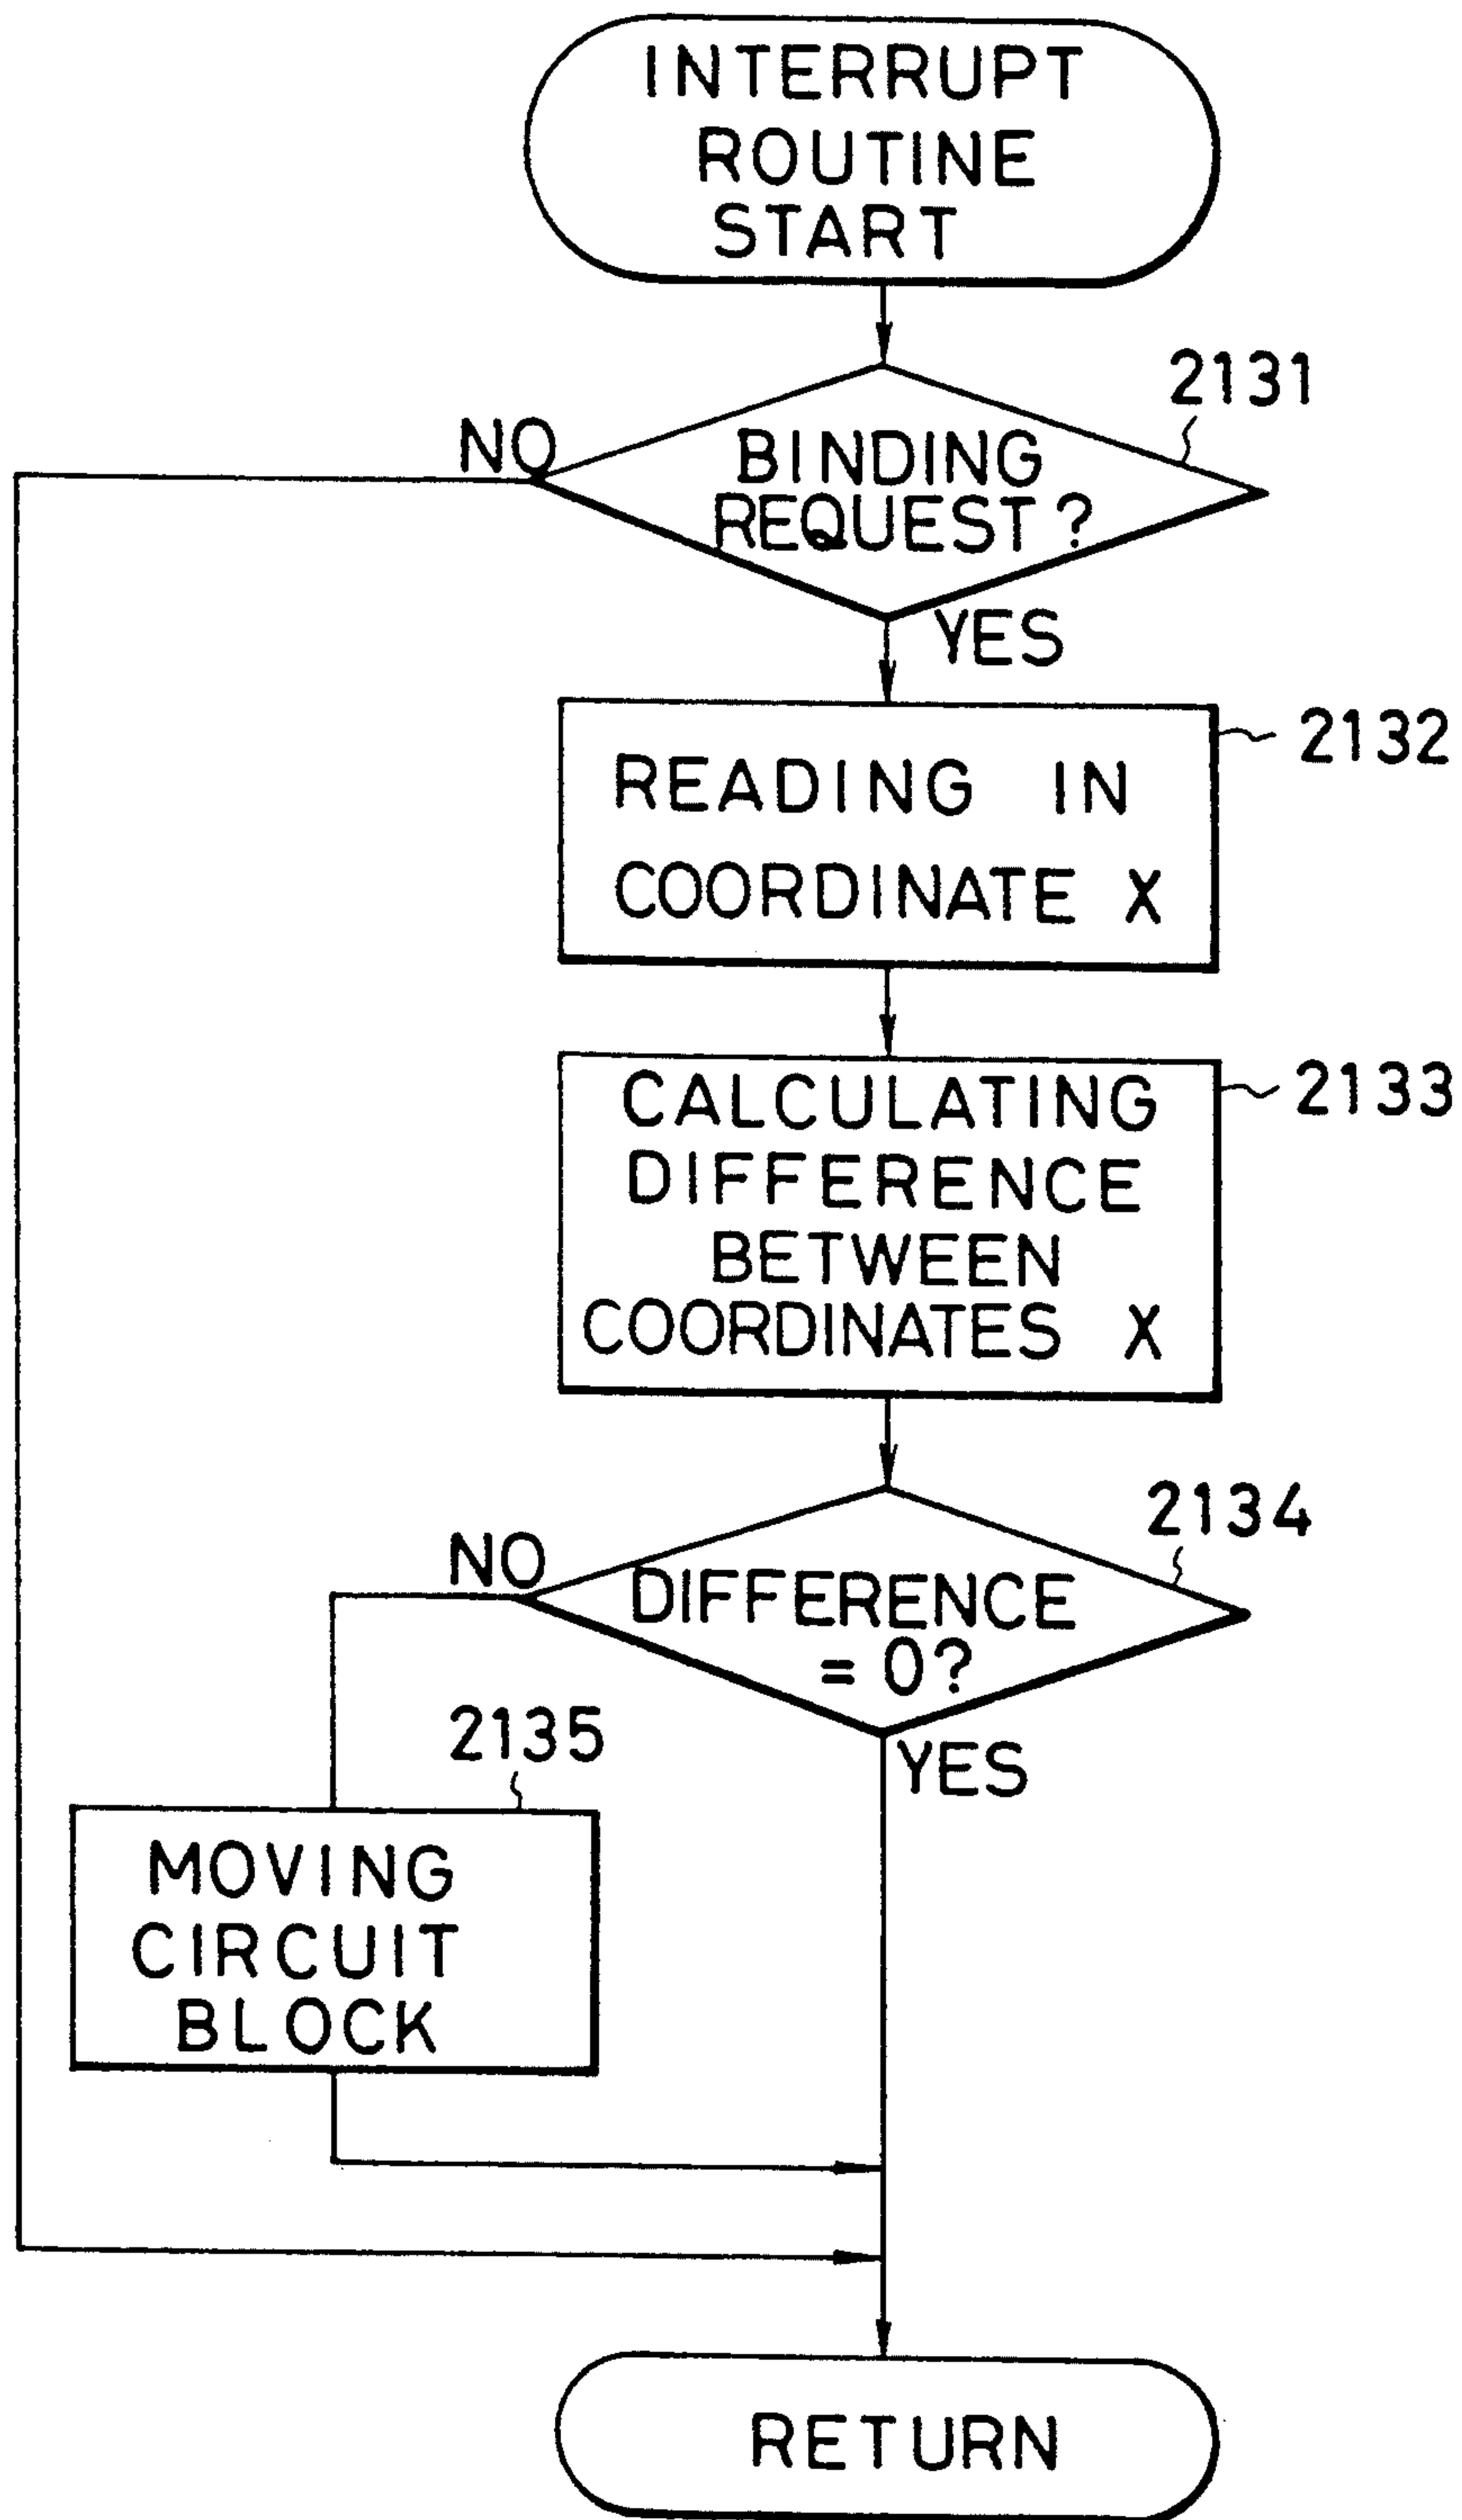 INTERRUPT
ROUTINE
START
2131
NO
BINDING
REQUEST?
YES
2132
READING IN
COORDINATE X
2133
CALCULATING
DIFFERENCE
BETWEEN
COORDINATES X
2134
NO
DIFFERENCE
= 0?
YES
2135
MOVING
CIRCUIT
BLOCK
RETURN